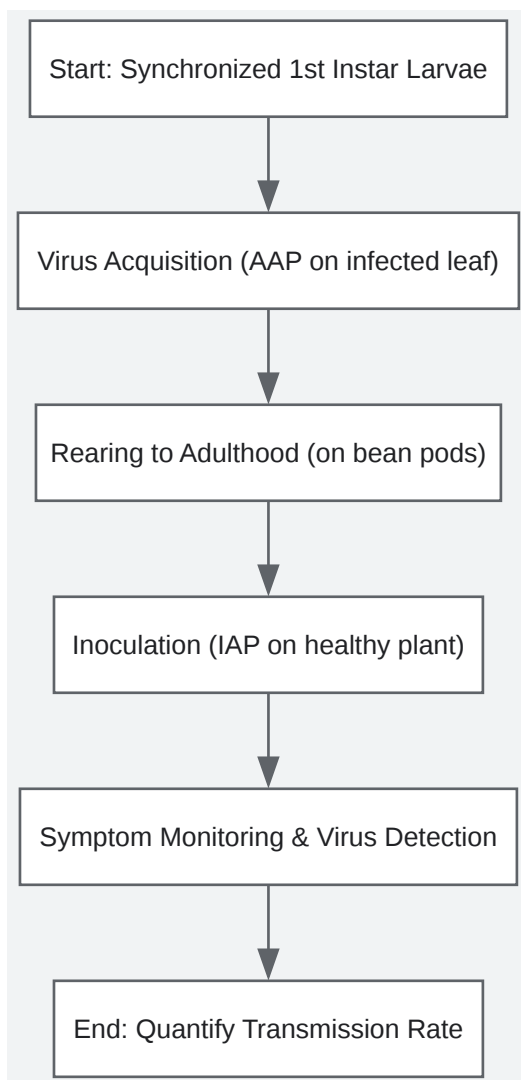 Start: Synchronized 1st Instar Larvae
Virus Acquisition (AAP on infected leaf)
Rearing to Adulthood (on bean pods)
Inoculation (IAP on healthy plant)
Symptom Monitoring & Virus Detection
End: Quantify Transmission Rate